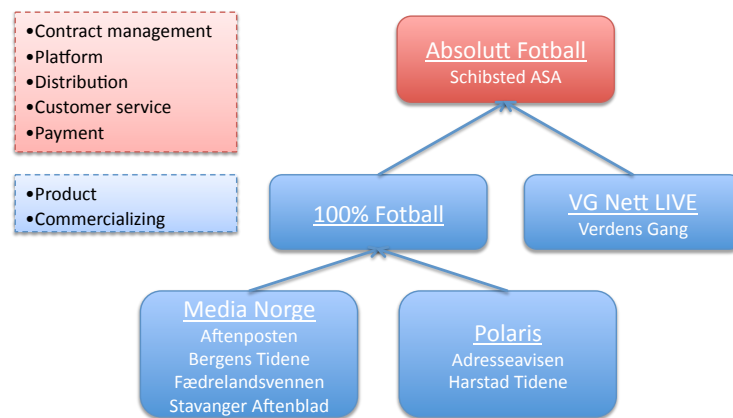 •Contract management
•Platform
•Distribution
•Customer service
•Payment
•Product
•Commercializing
Absolutt Fotball
Schibsted ASA
100% Fotball
VG Nett LIVE
Verdens Gang
Media Norge
Aftenposten
Bergens Tidene
Fædrelandsvennen
Stavanger Aftenblad
Polaris
Adresseavisen
Harstad Tidene